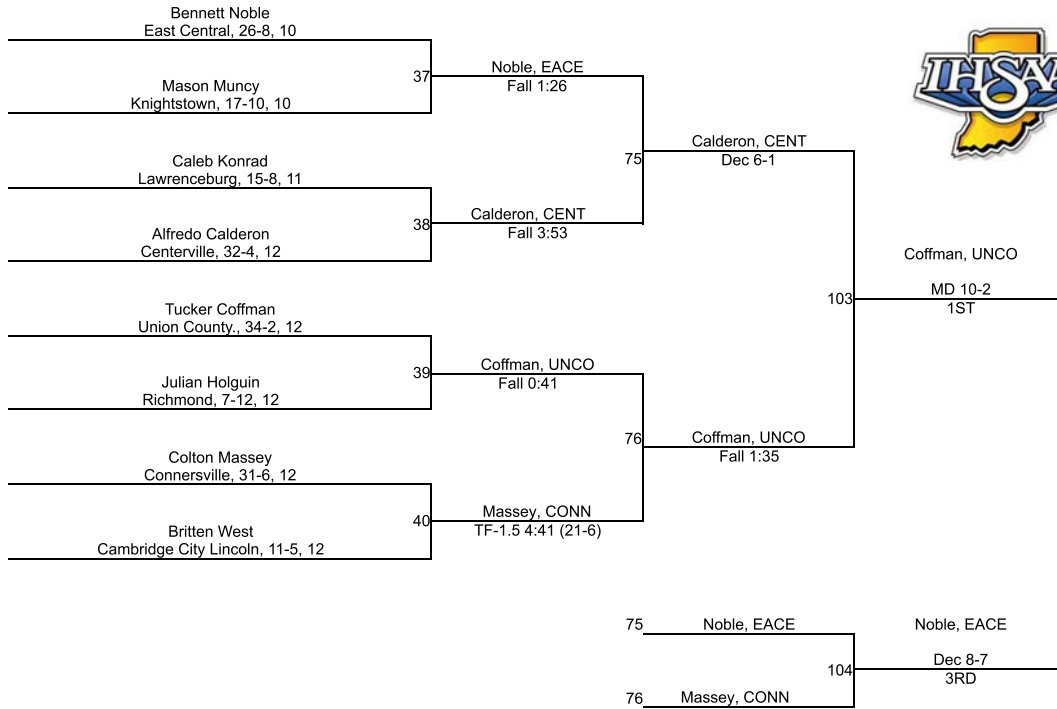 Bennett Noble
East Central, 26-8, 10
37
Mason Muncy
Knightstown, 17-10, 10
Noble, EACE
Fall 1:26
Caleb Konrad
Lawrenceburg, 15-8, 11
38
Alfredo Calderon
Centerville, 32-4, 12
Calderon, CENT
Fall 3:53
75
Calderon, CENT
Dec 6-1
Tucker Coffman
Union County., 34-2, 12
39
Julian Holguin
Richmond, 7-12, 12
Coffman, UNCO
Fall 0:41
Colton Massey
Connersville, 31-6, 12
40
Britten West
Cambridge City Lincoln, 11-5, 12
Massey, CONN
TF-1.5 4:41 (21-6)
76
Coffman, UNCO
Fall 1:35
103
Coffman, UNCO
MD 10-2
1ST
IHSAA
75
Noble, EACE
76
Massey, CONN
104
Noble, EACE
Dec 8-7
3RD